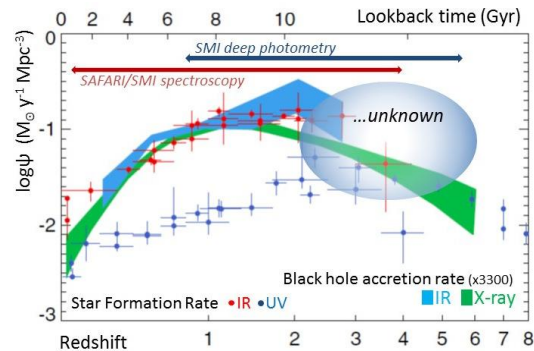 0 4 6 8 10 Lookback time (Gyr)
0
SMI deep photometry
SAFARI/SMI spectroscopy
...unknown
logψ (M⊙ y⁻¹ Mpc⁻³)
-1
-2
Black hole accretion rate (x3300)
Star Formation Rate IR UV IR X-ray
-3
Redshift 1 2 3 4 5 6 7 8